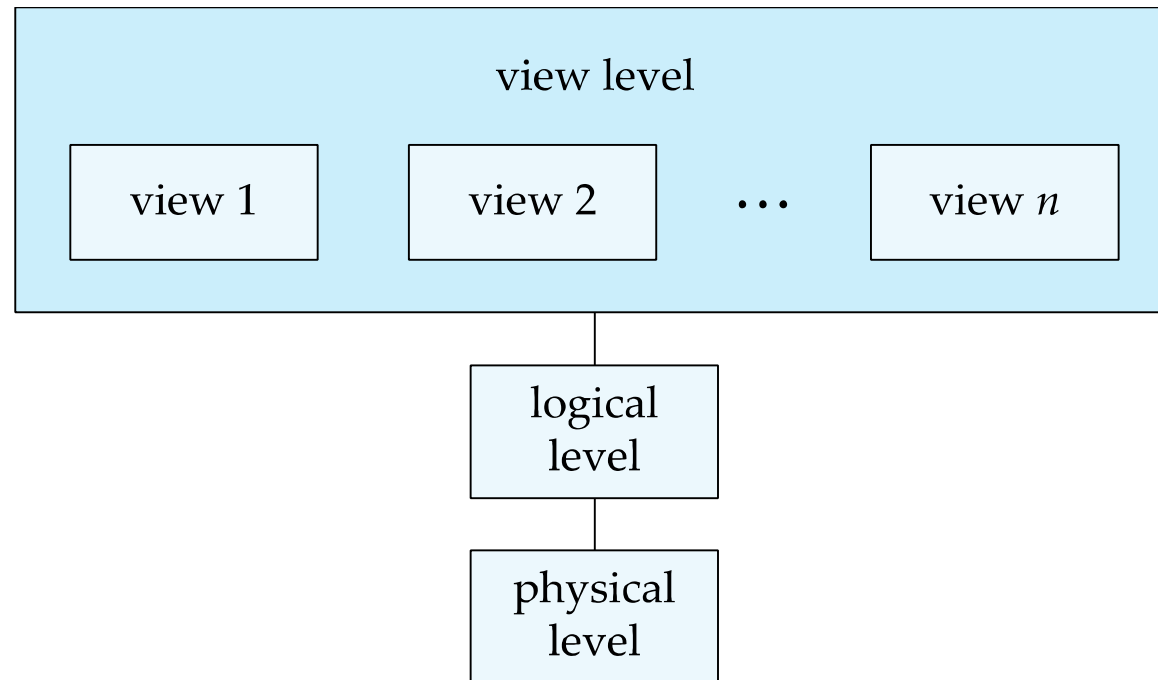 view level
view 1
view 2
...
view n
logical
level
physical
level